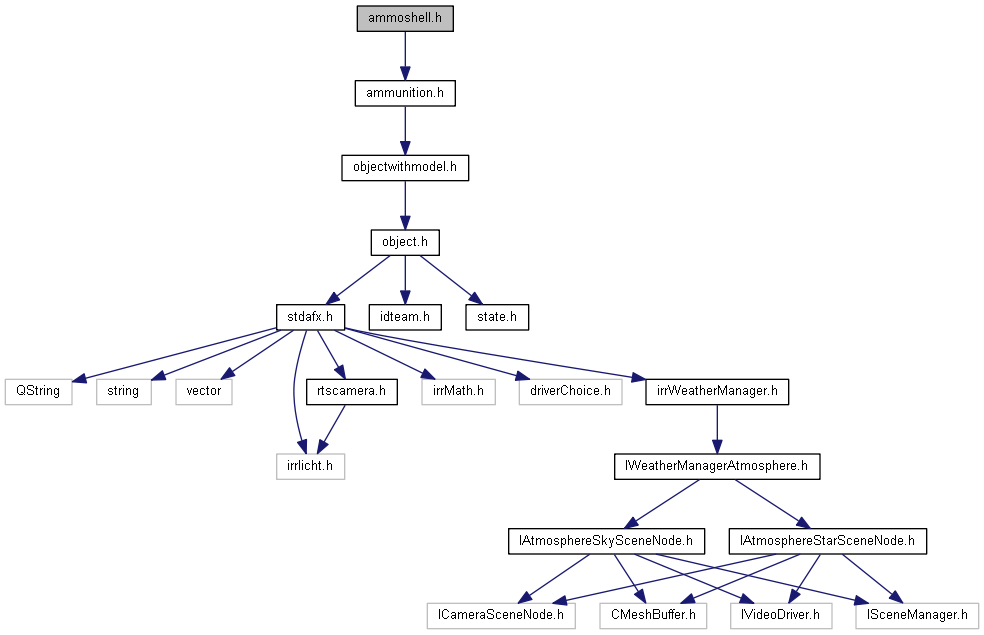 ammoshell.h
ammunition.h
objectwithmodel.h
object.h
stdafx.h
idteam.h
state.h
QString
string
vector
rtscamera.h
irrMath.h
driverChoice.h
irrWeatherManager.h
irrlicht.h
IWeatherManagerAtmosphere.h
IAtmosphereSkySceneNode.h
IAtmosphereStarSceneNode.h
ICameraSceneNode.h
CMeshBuffer.h
IVideoDriver.h
ISceneManager.h